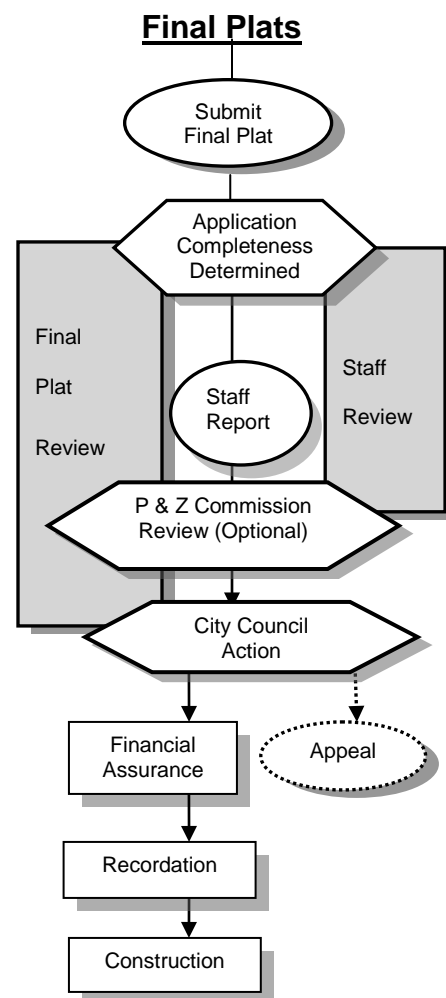 Final Plats
Submit
Final Plat
Application
Completeness
Determined
Final
Plat
Review
Staff
Review
Staff
Report
P & Z Commission
Review (Optional)
City Council
Action
Financial
Assurance
Appeal
Recordation
Construction